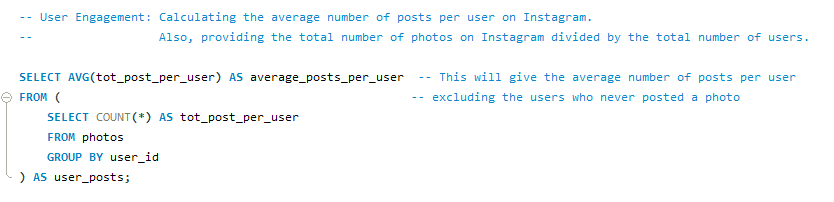 -- User Engagement: Calculating the average number of posts per user on Instagram.
-- Also, providing the total number of photos on Instagram divided by the total number of users.
SELECT AVG(tot_post_per_user) AS average_posts_per_user -- This will give the average number of posts per user
FROM ( -- excluding the users who never posted a photo
SELECT COUNT(*) AS tot_post_per_user
FROM photos
GROUP BY user_id
) AS user_posts;